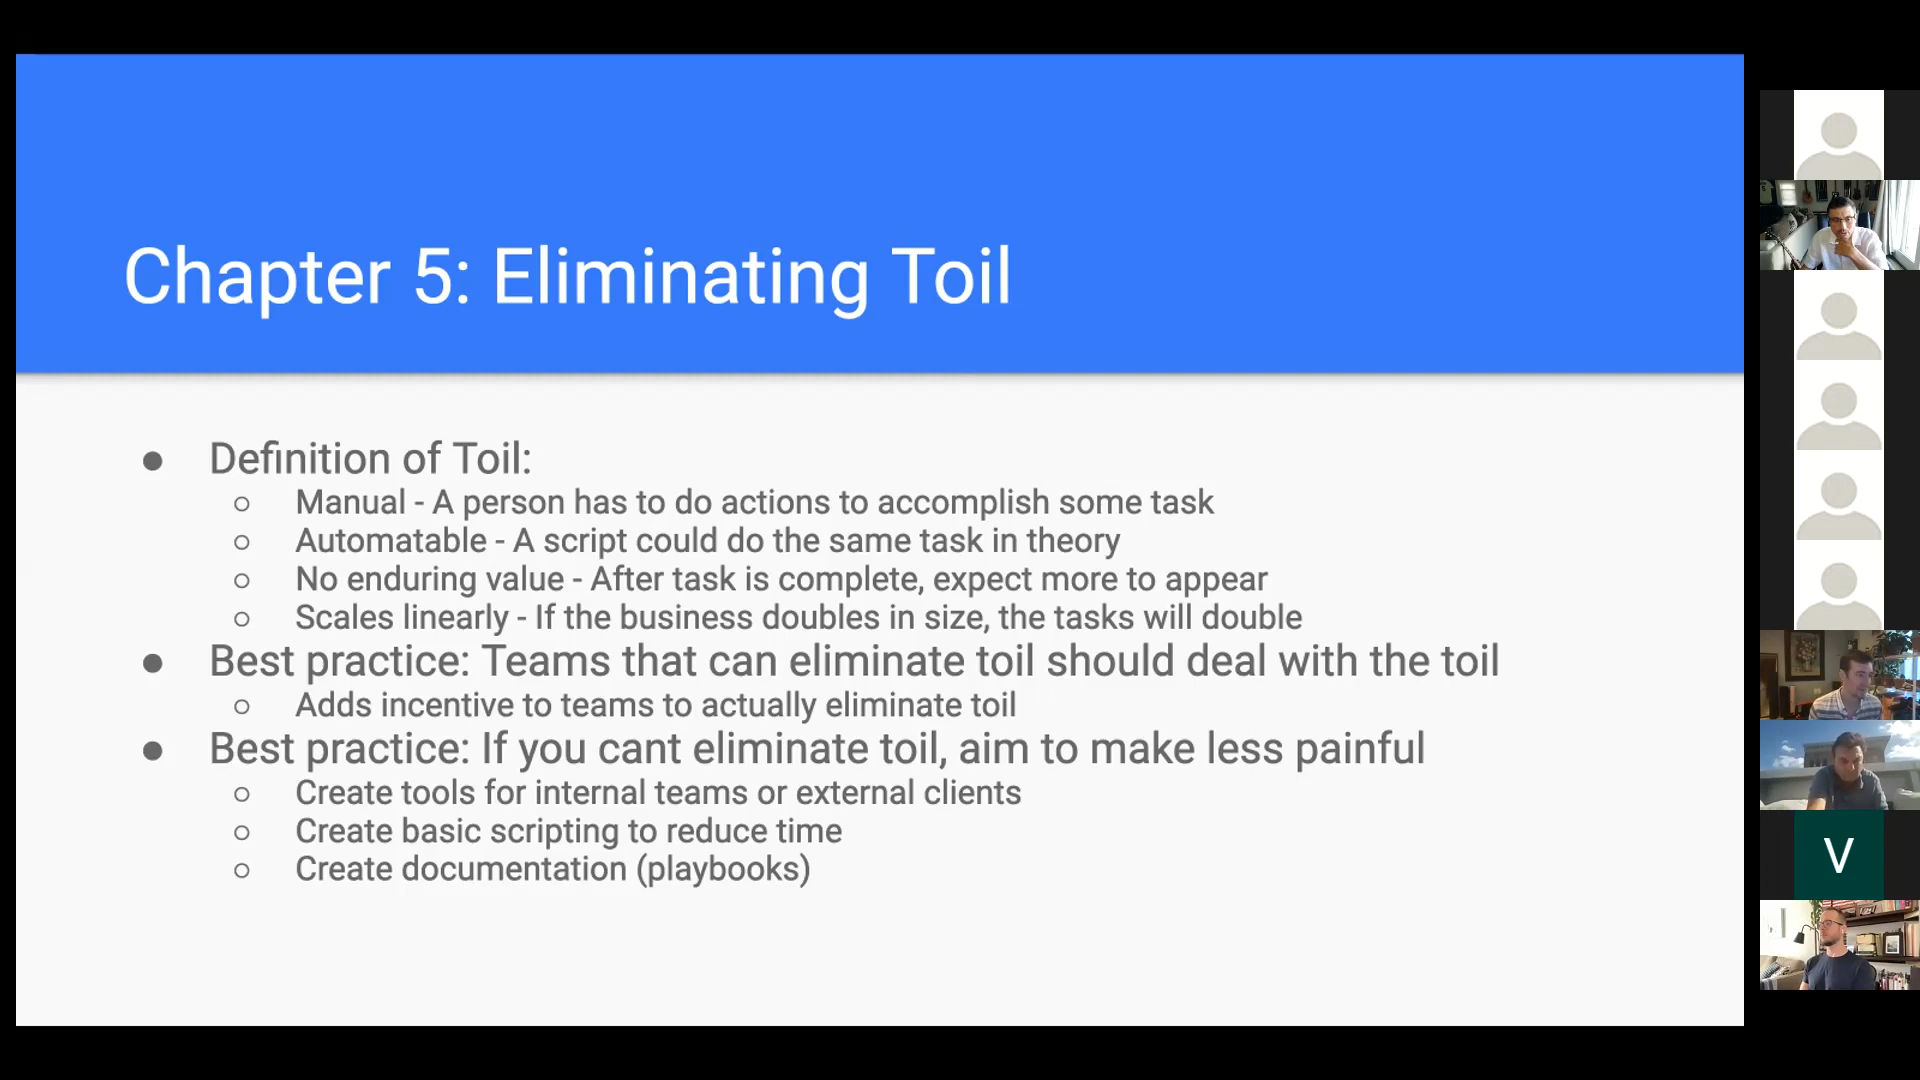 Chapter 5: Eliminating Toil
● Definition of Toil:
○ Manual - A person has to do actions to accomplish some task
○ Automatable - A script could do the same task in theory
○ No enduring value - After task is complete, expect more to appear
○ Scales linearly - If the business doubles in size, the tasks will double
● Best practice: Teams that can eliminate toil should deal with the toil
○ Adds incentive to teams to actually eliminate toil
● Best practice: If you cant eliminate toil, aim to make less painful
○ Create tools for internal teams or external clients
○ Create basic scripting to reduce time
○ Create documentation (playbooks)
V